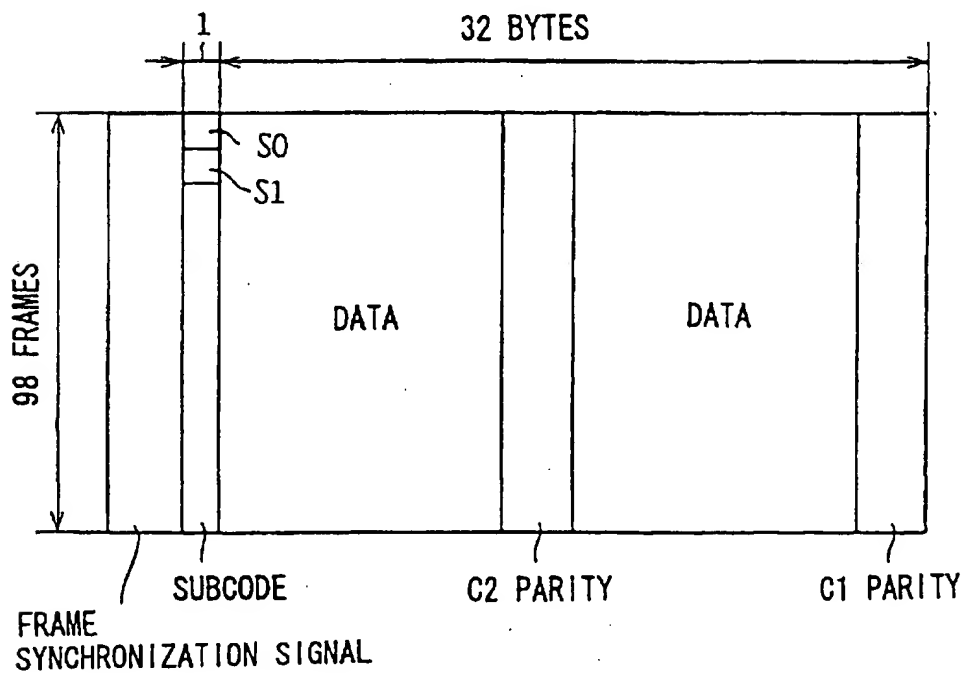 1
32 BYTES
S0
S1
98 FRAMES
DATA
DATA
SUBCODE
C2 PARITY
C1 PARITY
FRAME
SYNCHRONIZATION SIGNAL